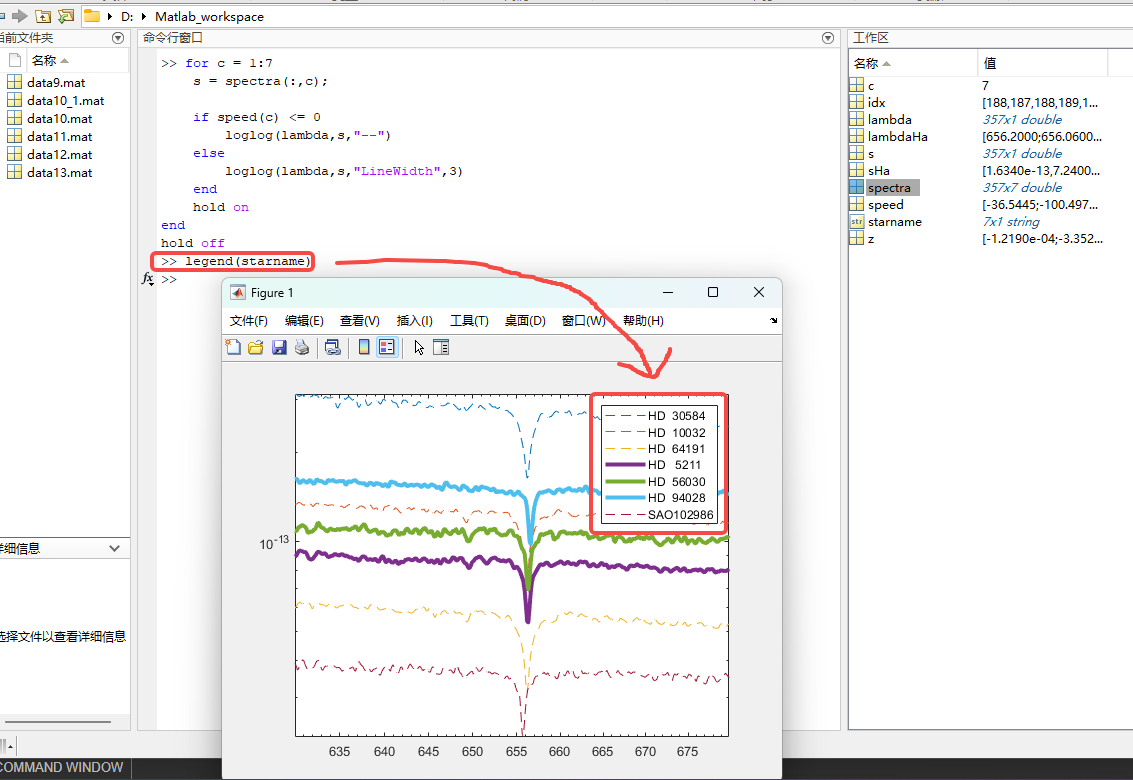 D: Matlab_workspace
当前文件夹
名称
data9.mat
data10_1.mat
data10.mat
data11.mat
data12.mat
data13.mat
详细信息
选择文件以查看详细信息
COMMAND WINDOW
命令行窗口
>> for c = 1:7
s = spectra(:,c);
if speed(c) <= 0
loglog(lambda,s,"--")
else
loglog(lambda,s,"LineWidth",3)
end
hold on
end
hold off
>> legend(starname)
fx >>
Figure 1
文件(F) 编辑(E) 查看(V) 插入(I) 工具(T) 桌面(D) 窗口(W) 帮助(H)
HD 30584
HD 10032
HD 64191
HD 5211
HD 56030
HD 94028
SAO102986
10-13
635 640 645 650 655 660 665 670 675
工作区
名称 值
c 7
idx [188,187,188,189,1...
lambda 357x1 double
lambdaHa [656.2000;656.0600...
s 357x1 double
sHa [1.6340e-13,7.2400...
spectra 357x7 double
speed [-36.5445;-100.497...
str starname 7x1 string
z [-1.2190e-04;-3.352...